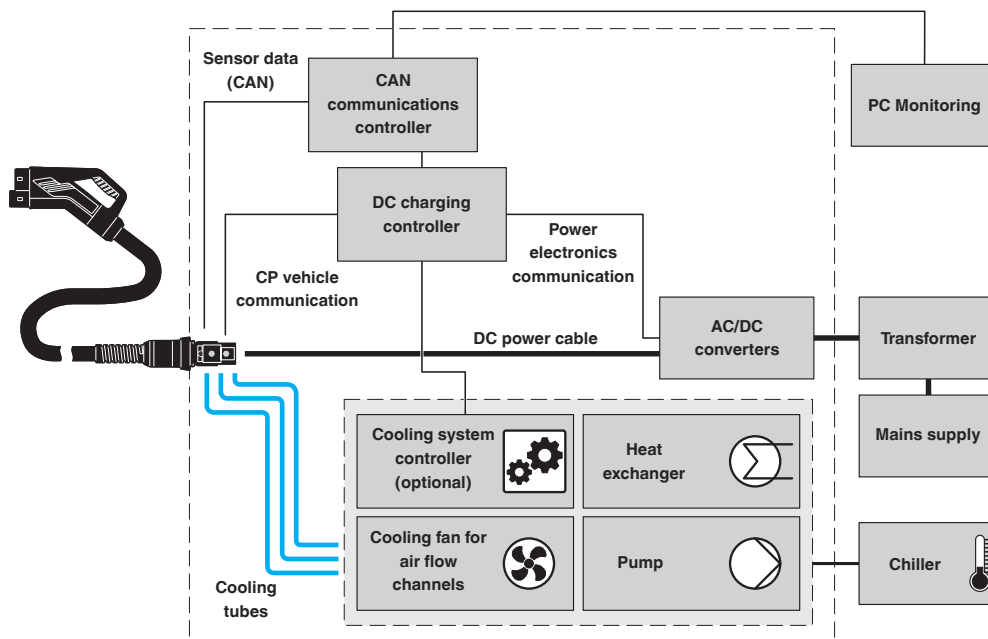 Sensor data
(CAN)
CAN
communications
controller
PC Monitoring
DC charging
controller
Power
electronics
communication
CP vehicle
communication
DC power cable
AC/DC
converters
Transformer
Mains supply
Cooling system
controller
(optional)
Heat
exchanger
Cooling fan for
air flow
channels
Pump
Chiller
Cooling
tubes